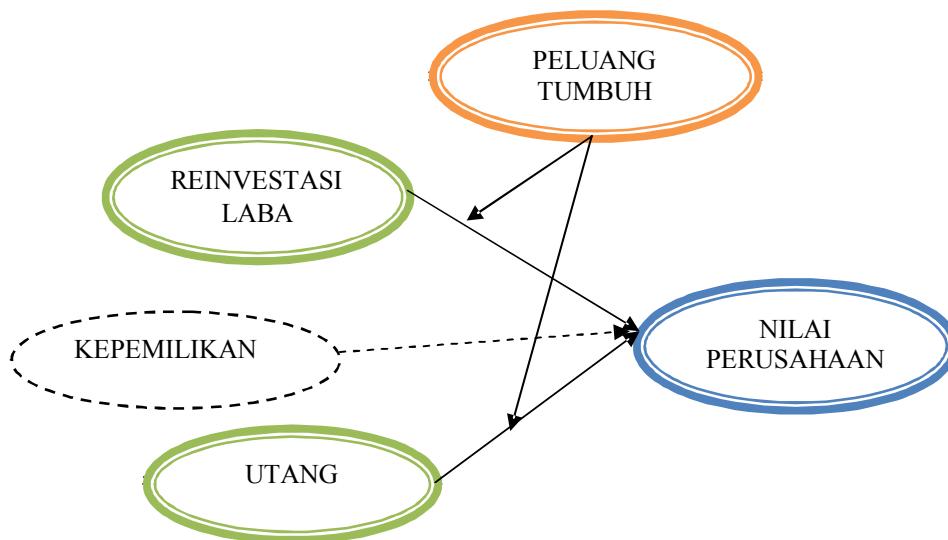 PELUANG
TUMBUH
REINVESTASI
LABA
KEPEMILIKAN
NILAI
PERUSAHAAN
UTANG